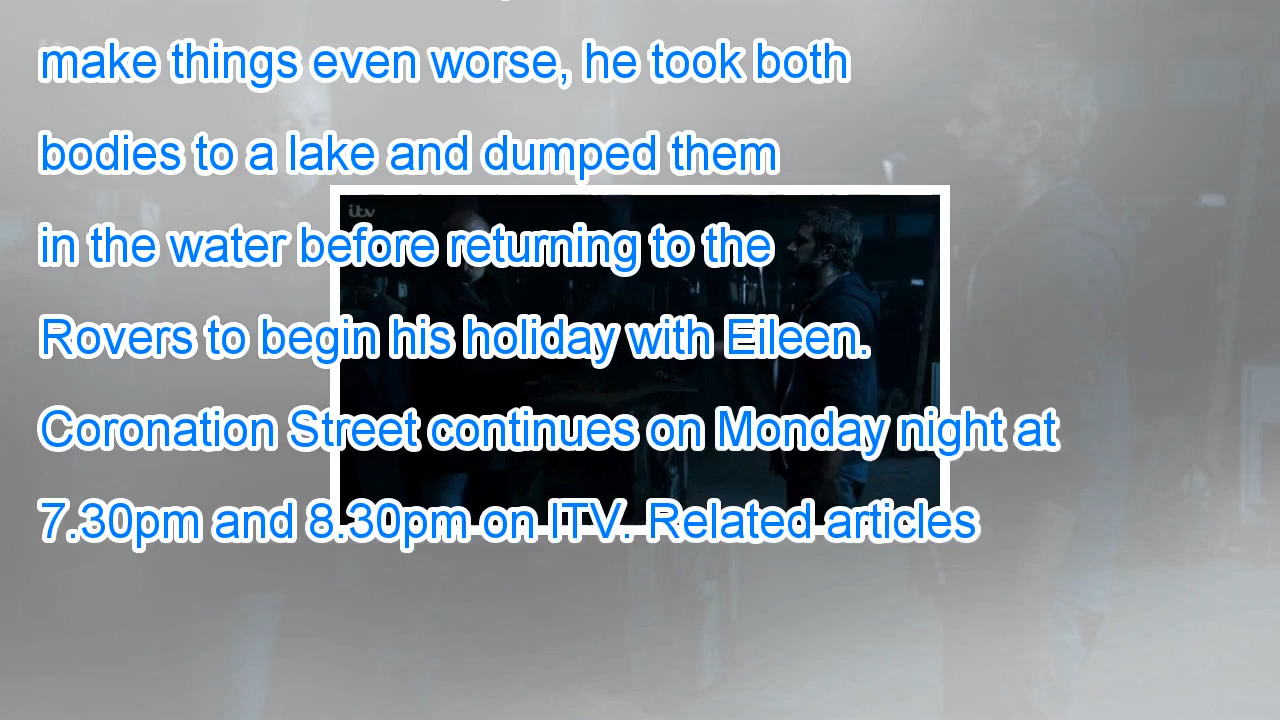 make things even worse, he took both
bodies to a lake and dumped them
itv
in the water before returning to the
Rovers to begin his holiday with Eileen.
Coronation Street continues on Monday night at
7.30pm and 8.30pm on ITV. Related articles